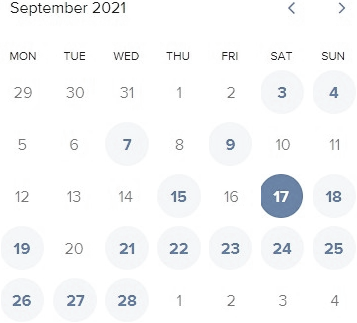 September 2021
MON TUE WED THU FRI SAT SUN
29 30 31 1 2 3 4
5 6 7 8 9 10 11
12 13 14 15 16 17 18
19 20 21 22 23 24 25
26 27 28 1 2 3 4